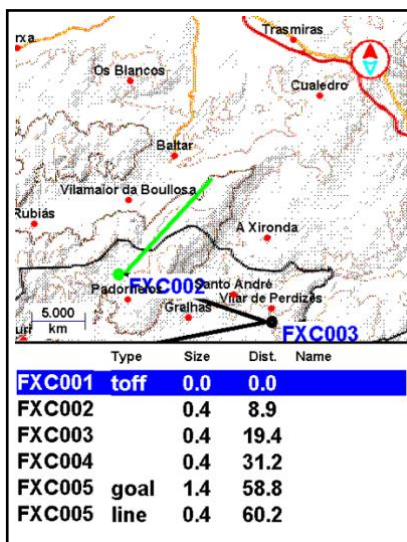 Trasmiras
rxa
Os Blancos
Cualedro
Baltar
Vilamaior da Boullosa
Rubiás
A Xironda
FXC002
Padornelos
Santo André
Vilar de Perdizes
Gralhas
5.000
km
uri
FXC003
Type Size Dist. Name
FXC001 toff 0.0 0.0
FXC002 0.4 8.9
FXC003 0.4 19.4
FXC004 0.4 31.2
FXC005 goal 1.4 58.8
FXC005 line 0.4 60.2